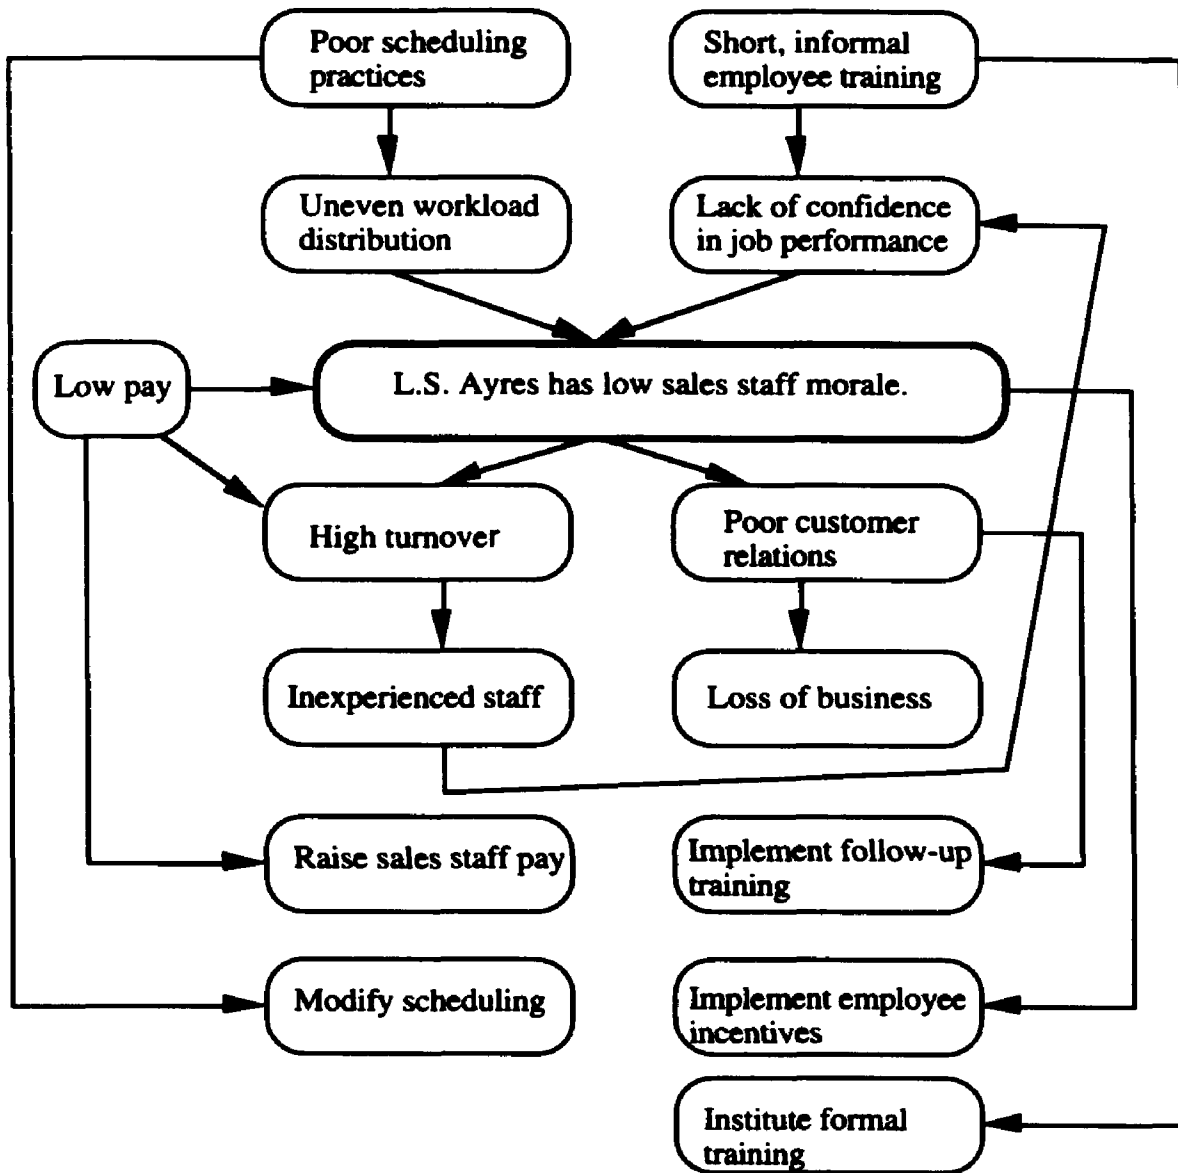 Poor scheduling
practices
Short, informal
employee training
Uneven workload
distribution
Lack of confidence
in job performance
Low pay
L.S. Ayres has low sales staff morale.
High turnover
Poor customer
relations
Inexperienced staff
Loss of business
Raise sales staff pay
Implement follow-up
training
Modify scheduling
Implement employee
incentives
Institute formal
training